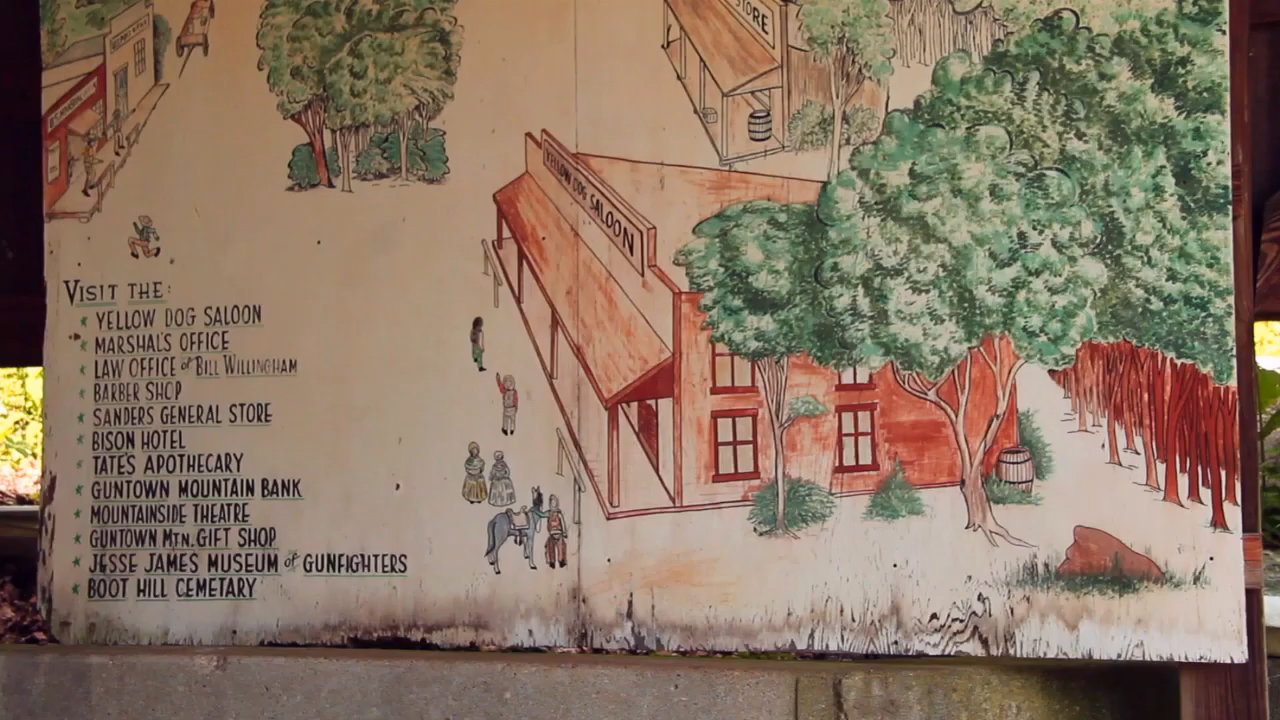 STORE
YELLOW DOG SALOON
VISIT THE:
YELLOW DOG SALOON
MARSHAL'S OFFICE
LAW OFFICE of BILL WILLINGHAM
BARBER SHOP
SANDERS GENERAL STORE
BISON HOTEL
TATE'S APOTHECARY
GUNTOWN MOUNTAIN BANK
MOUNTAINSIDE THEATRE
GUNTOWN MTN. GIFT SHOP
JESSE JAMES MUSEUM of GUNFIGHTERS
BOOT HILL CEMETARY